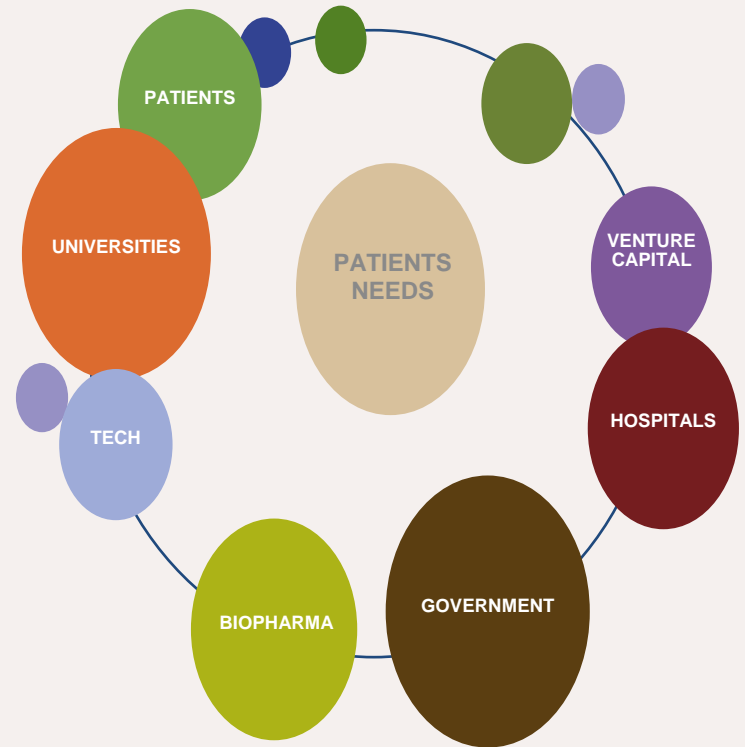 PATIENTS
UNIVERSITIES
PATIENTS
NEEDS
VENTURE
CAPITAL
HOSPITALS
TECH
BIOPHARMA
GOVERNMENT